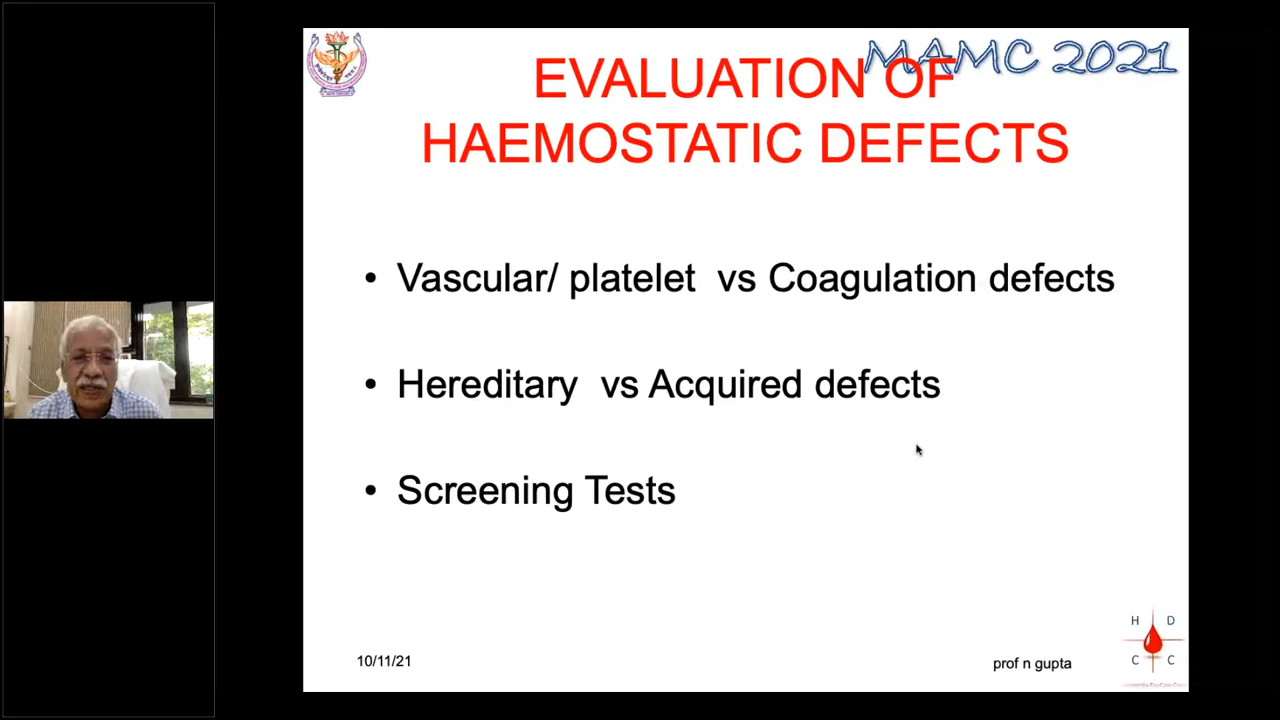 MAMC 2021
EVALUATION OF
HAEMOSTATIC DEFECTS
• Vascular/ platelet vs Coagulation defects
• Hereditary vs Acquired defects
• Screening Tests
10/11/21
prof n gupta
H D
C C